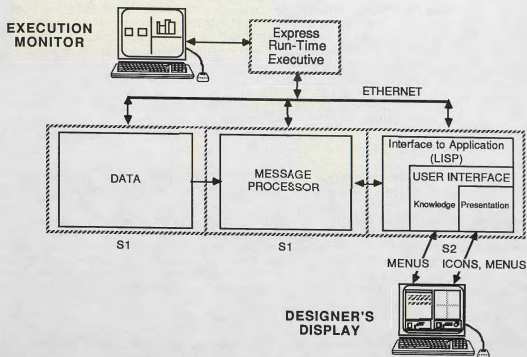 EXECUTION
MONITOR
Express
Run-Time
Executive
ETHERNET
DATA
MESSAGE
PROCESSOR
Interface to Application
(LISP)
USER INTERFACE
Knowledge
Presentation
S1
S1
S2
MENUS
ICONS, MENUS
DESIGNER'S
DISPLAY